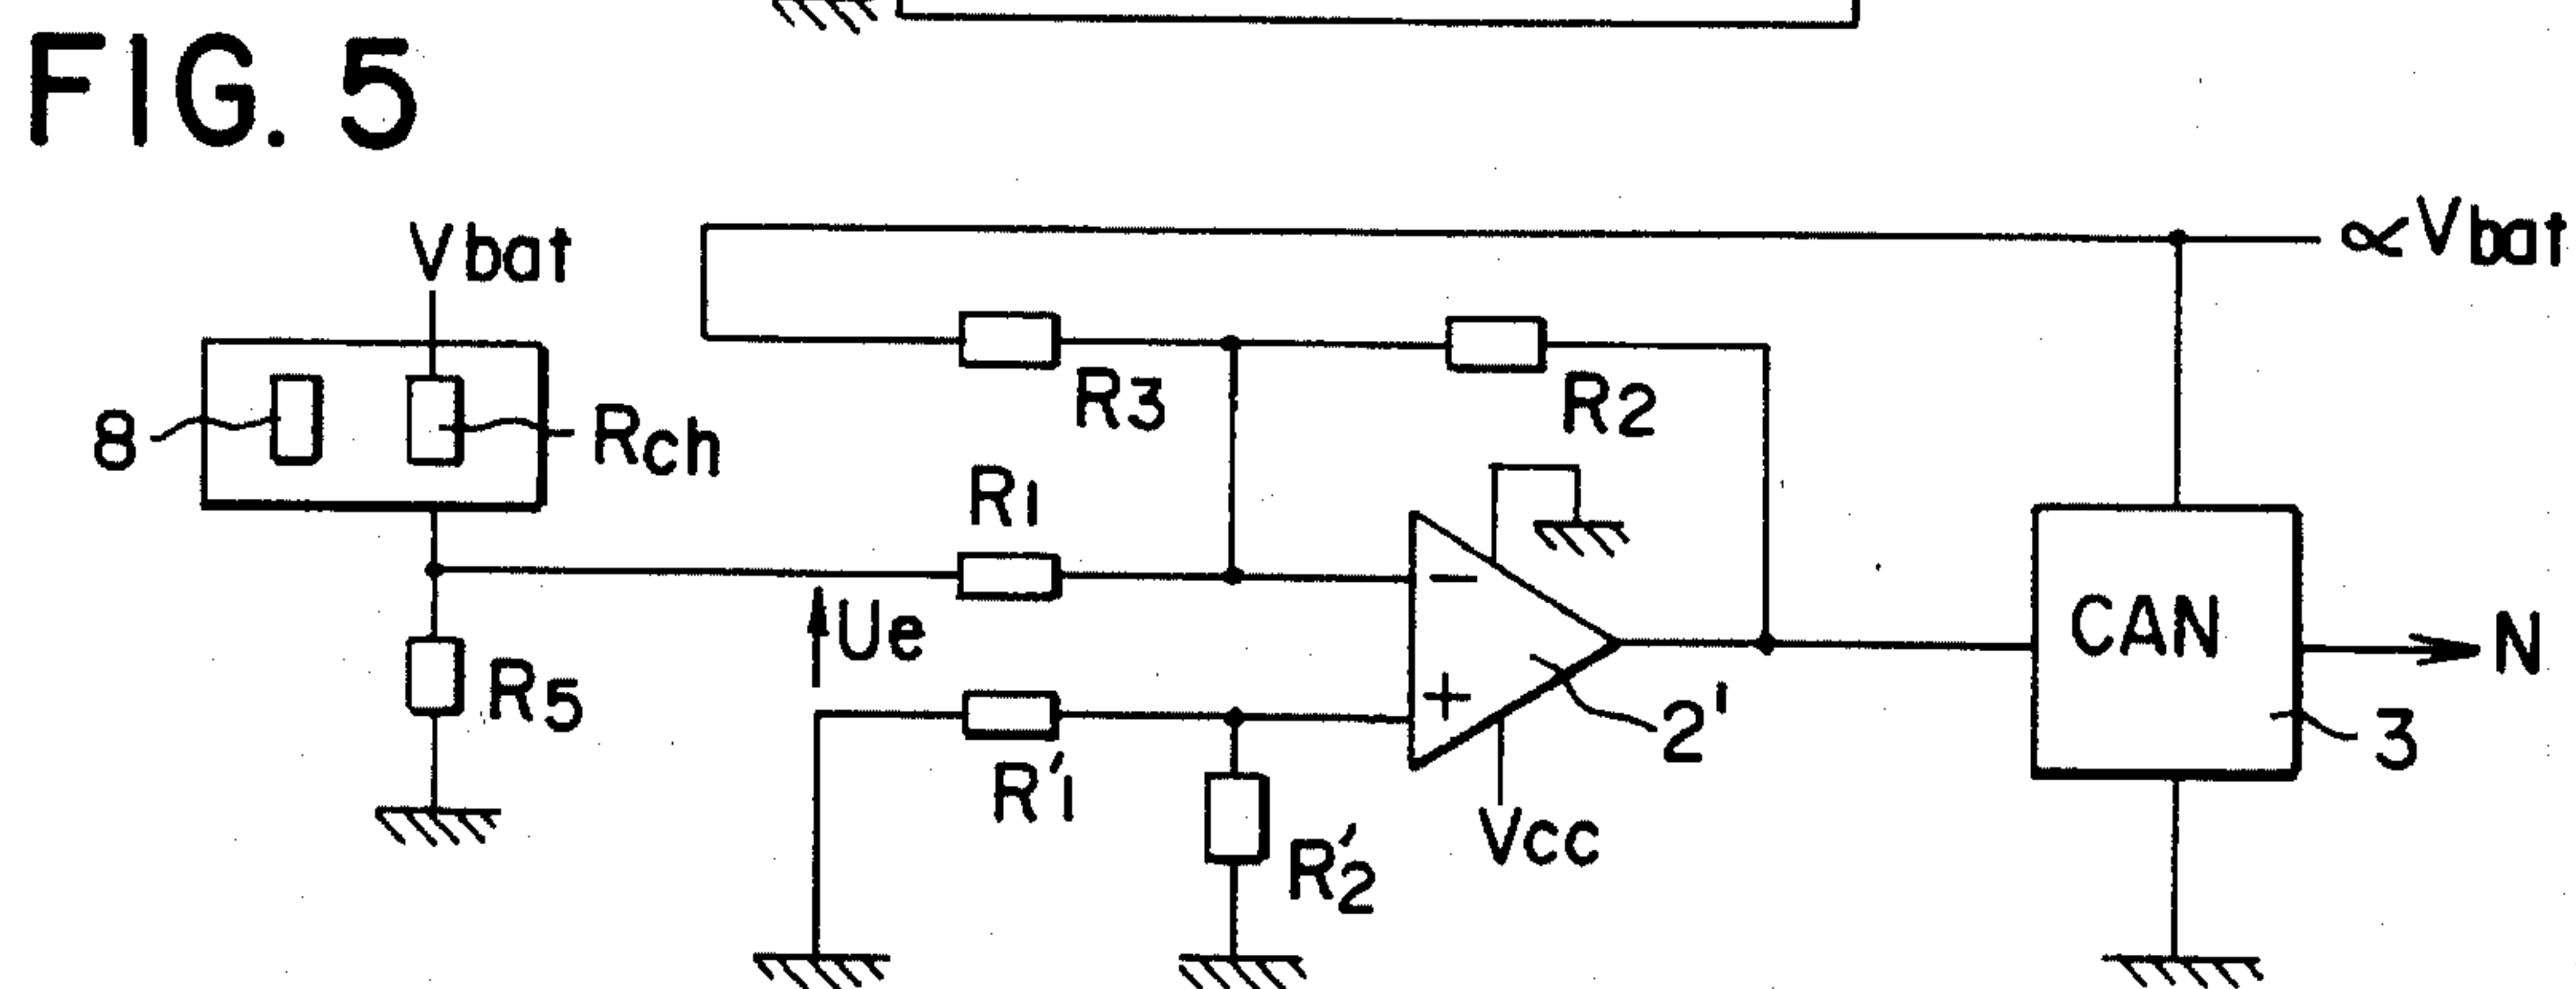 FIG. 5
Vbat
∝Vbat
8
Rch
R3
R2
R1
Ue
R5
R'1
R'2
−
+
2'
Vcc
CAN
3
N